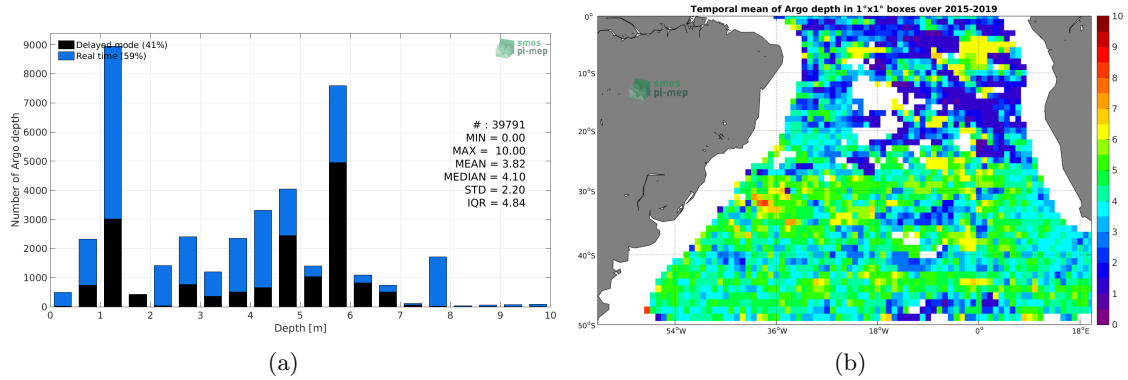 Delayed mode (41%)
Real time (59%)
smos
pi-mep
# : 39791
MIN = 0.00
MAX = 10.00
MEAN = 3.82
MEDIAN = 4.10
STD = 2.20
IQR = 4.84
Number of Argo depth
9000
8000
7000
6000
5000
4000
3000
2000
1000
0
0 1 2 3 4 5 6 7 8 9 10
Depth [m]
(a)
Temporal mean of Argo depth in 1°x1° boxes over 2015-2019
smos
pi-mep
0°
10°S
20°S
30°S
40°S
50°S
54°W 36°W 18°W 0° 18°E
10
9
8
7
6
5
4
3
2
1
0
(b)